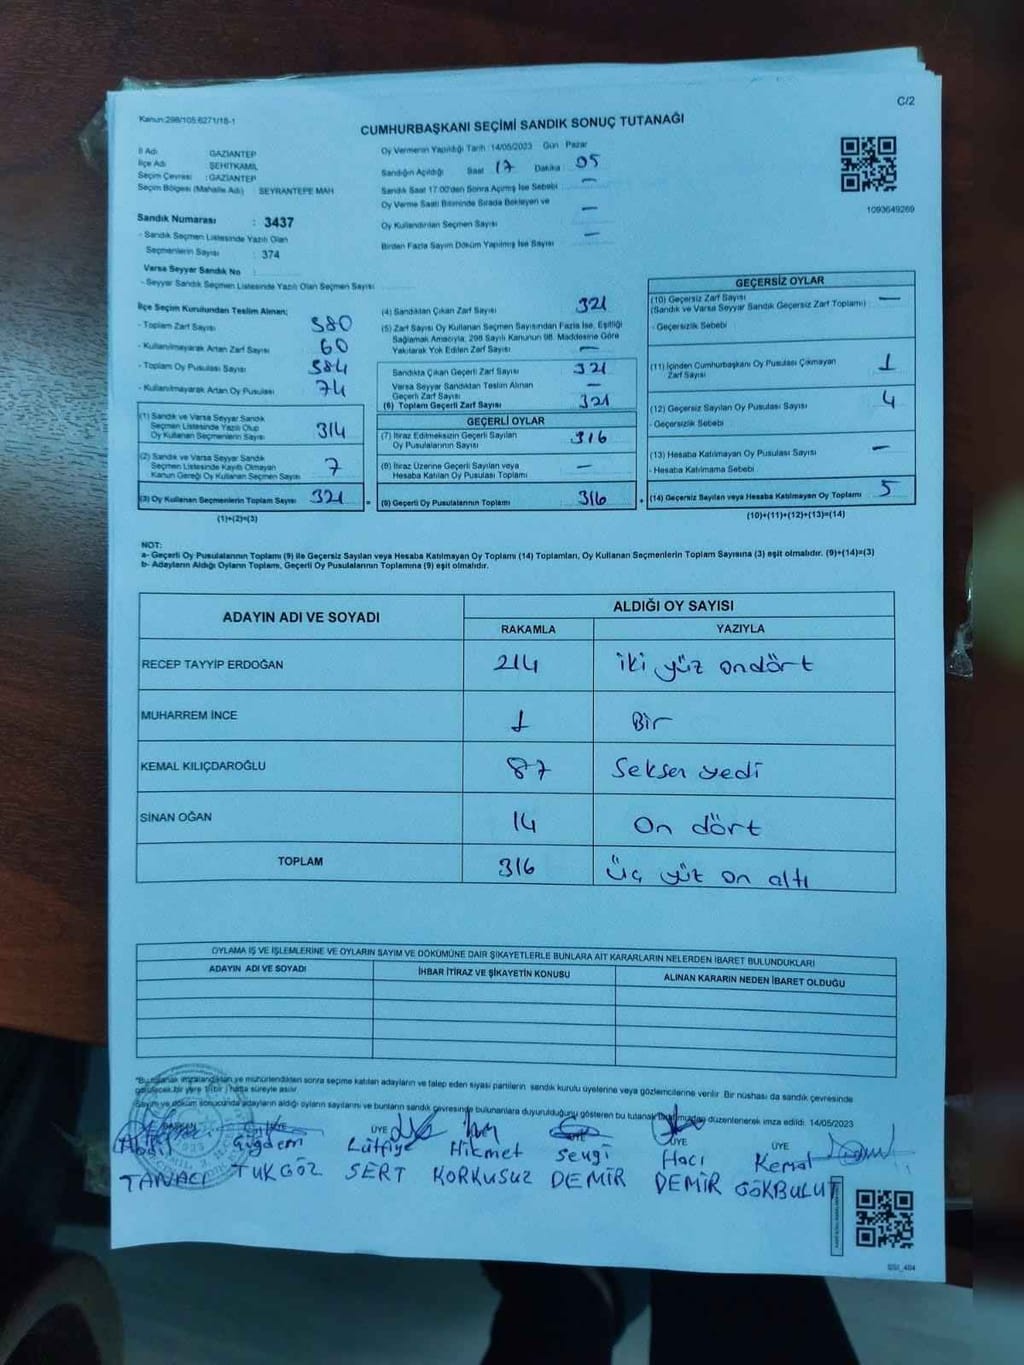 C/2
Kanun:298/105.6271/18-1
CUMHURBAŞKANI SEÇİMİ SANDIK SONUÇ TUTANAĞI
İl Adı : GAZİANTEP
İlçe Adı : ŞEHİTKAMİL
Seçim Çevresi : GAZİANTEP
Seçim Bölgesi (Mahalle Adı) : SEYRANTEPE MAH
Sandık Numarası : 3437
- Sandık Seçmen Listesinde Yazılı Olan
Seçmenlerin Sayısı : 374
Varsa Seyyar Sandık No :
- Seyyar Sandık Seçmen Listesinde Yazılı Olan Seçmen Sayısı
Oy Vermenin Yapıldığı Tarih :14/05/2023 Gün Pazar
Sandığın Açıldığı Saat 17 Dakika : 05
Sandık Saat 17:00'den Sonra Açılmış İse Sebebi : —
Oy Verme Saati Bitiminde Sırada Bekleyen ve
Oy Kullandırılan Seçmen Sayısı —
Birden Fazla Sayım Döküm Yapılmış İse Sayısı —
1093649269
İlçe Seçim Kurulundan Teslim Alınan;
- Toplam Zarf Sayısı 380
- Kullanılmayarak Artan Zarf Sayısı 60
- Toplam Oy Pusulası Sayısı 384
- Kullanılmayarak Artan Oy Pusulası 74
(1) Sandık ve Varsa Seyyar Sandık
Seçmen Listesinde Yazılı Olup
Oy Kullanan Seçmenlerin Sayısı 314
(2) Sandık ve Varsa Seyyar Sandık
Seçmen Listesinde Kayıtlı Olmayan
Kanun Gereği Oy Kullanan Seçmen Sayısı 7
(3) Oy Kullanan Seçmenlerin Toplam Sayısı 321 =
(1)+(2)=(3)
(4) Sandıktan Çıkan Zarf Sayısı 321
(5) Zarf Sayısı Oy Kullanan Seçmen Sayısından Fazla İse, Eşitliği
Sağlamak Amacıyla, 298 Sayılı Kanunun 98. Maddesine Göre
Yakılarak Yok Edilen Zarf Sayısı —
Sandıkta Çıkan Geçerli Zarf Sayısı 321
Varsa Seyyar Sandıktan Teslim Alınan
Geçerli Zarf Sayısı —
(6) Toplam Geçerli Zarf Sayısı 321
GEÇERLİ OYLAR
(7) İtiraz Edilmeksizin Geçerli Sayılan
Oy Pusulalarının Sayısı 316
(8) İtiraz Üzerine Geçerli Sayılan veya
Hesaba Katılan Oy Pusulası Toplamı —
(9) Geçerli Oy Pusulalarının Toplamı 316 +
GEÇERSİZ OYLAR
(10) Geçersiz Zarf Sayısı
(Sandık ve Varsa Seyyar Sandık Geçersiz Zarf Toplamı) —
- Geçersizlik Sebebi
(11) İçinden Cumhurbaşkanı Oy Pusulası Çıkmayan
Zarf Sayısı 1
(12) Geçersiz Sayılan Oy Pusulası Sayısı 4
- Geçersizlik Sebebi
(13) Hesaba Katılmayan Oy Pusulası Sayısı —
- Hesaba Katılmama Sebebi
(14) Geçersiz Sayılan veya Hesaba Katılmayan Oy Toplamı 5
(10)+(11)+(12)+(13)=(14)
NOT:
a- Geçerli Oy Pusulalarının Toplamı (9) ile Geçersiz Sayılan veya Hesaba Katılmayan Oy Toplamı (14) Toplamları, Oy Kullanan Seçmenlerin Toplam Sayısına (3) eşit olmalıdır. (9)+(14)=(3)
b- Adayların Aldığı Oyların Toplamı, Geçerli Oy Pusulalarının Toplamına (9) eşit olmalıdır.
ADAYIN ADI VE SOYADI ALDIĞI OY SAYISI
RAKAMLA YAZIYLA
RECEP TAYYİP ERDOĞAN 214 iki yüz ondört
MUHARREM İNCE 1 Bir
KEMAL KILIÇDAROĞLU 87 Seksen yedi
SİNAN OĞAN 14 On dört
TOPLAM 316 Üç yüz on altı
OYLAMA İŞ VE İŞLEMLERİNE VE OYLARIN SAYIM VE DÖKÜMÜNE DAİR ŞİKAYETLERLE BUNLARA AİT KARARLARIN NELERDEN İBARET BULUNDUKLARI
ADAYIN ADI VE SOYADI İHBAR İTİRAZ VE ŞİKAYETİN KONUSU ALINAN KARARIN NEDEN İBARET OLDUĞU
*Bu tutanak imzalandıktan ve mühürlendikten sonra seçime katılan adayların ve talep eden siyasi partilerin sandık kurulu üyelerine veya gözlemcilerine verilir. Bir nüshası da sandık çevresinde
görülecek bir yere 1(bir) hafta süreyle asılır.
Sayım ve döküm sonucunda adayların aldığı oyların sayılarını ve bunların sandık çevresinde bulunanlara duyurulduğunu gösteren bu tutanak tarafımızdan düzenlenerek imza edildi. 14/05/2023
BAŞKAN ÜYE ÜYE ÜYE ÜYE
Çiğdem Lütfiye Hikmet Sevgi Hacı Kemal
TANACI TUKGÖZ SERT KORKUSUZ DEMİR DEMİR GÖKBULUT
SSI_404